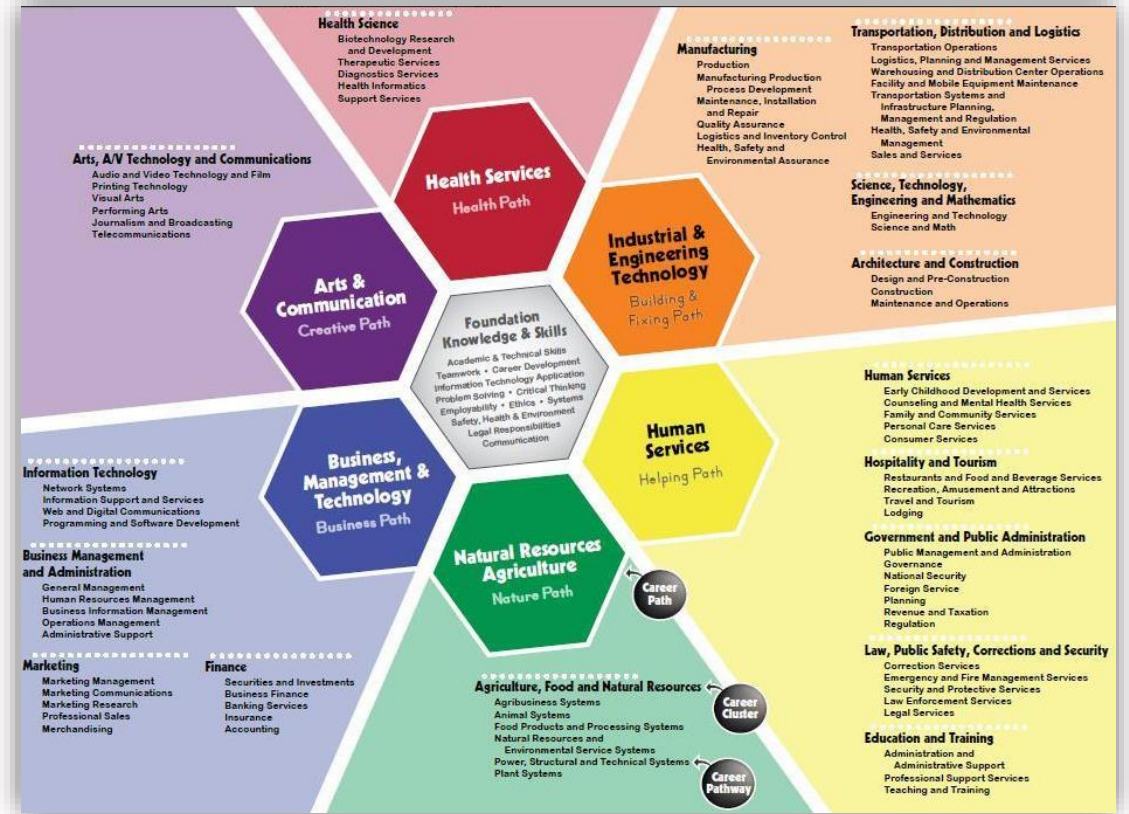 Health Science
Biotechnology Research
and Development
Therapeutic Services
Diagnostics Services
Health Informatics
Support Services
Manufacturing
Production
Manufacturing Production
Process Development
Maintenance, Installation
and Repair
Quality Assurance
Logistics and Inventory Control
Health, Safety and
Environmental Assurance
Transportation, Distribution and Logistics
Transportation Operations
Logistics, Planning and Management Services
Warehousing and Distribution Center Operations
Facility and Mobile Equipment Maintenance
Transportation Systems and
Infrastructure Planning,
Management and Regulation
Health, Safety and Environmental
Management
Sales and Services
Science, Technology,
Engineering and Mathematics
Engineering and Technology
Science and Math
Architecture and Construction
Design and Pre-Construction
Construction
Maintenance and Operations
Arts, A/V Technology and Communications
Audio and Video Technology and Film
Printing Technology
Visual Arts
Performing Arts
Journalism and Broadcasting
Telecommunications
Health Services
Health Path
Industrial &
Engineering
Technology
Building &
Fixing Path
Arts &
Communication
Creative Path
Foundation
Knowledge & Skills
Academic & Technical Skills
Teamwork • Career Development
Information Technology Application
Problem Solving • Critical Thinking
Employability • Ethics • Systems
Safety, Health & Environment
Legal Responsibilities
Communication
Human
Services
Helping Path
Business,
Management &
Technology
Business Path
Natural Resources
Agriculture
Nature Path
Career
Path
Human Services
Early Childhood Development and Services
Counseling and Mental Health Services
Family and Community Services
Personal Care Services
Consumer Services
Hospitality and Tourism
Restaurants and Food and Beverage Services
Recreation, Amusement and Attractions
Travel and Tourism
Lodging
Government and Public Administration
Public Management and Administration
Governance
National Security
Foreign Service
Planning
Revenue and Taxation
Regulation
Law, Public Safety, Corrections and Security
Correction Services
Emergency and Fire Management Services
Security and Protective Services
Law Enforcement Services
Legal Services
Education and Training
Administration and
Administrative Support
Professional Support Services
Teaching and Training
Information Technology
Network Systems
Information Support and Services
Web and Digital Communications
Programming and Software Development
Business Management
and Administration
General Management
Human Resources Management
Business Information Management
Operations Management
Administrative Support
Marketing
Marketing Management
Marketing Communications
Marketing Research
Professional Sales
Merchandising
Finance
Securities and Investments
Business Finance
Banking Services
Insurance
Accounting
Agriculture, Food and Natural Resources
Agribusiness Systems
Animal Systems
Food Products and Processing Systems
Natural Resources and
Environmental Service Systems
Power, Structural and Technical Systems
Plant Systems
Career
Cluster
Career
Pathway